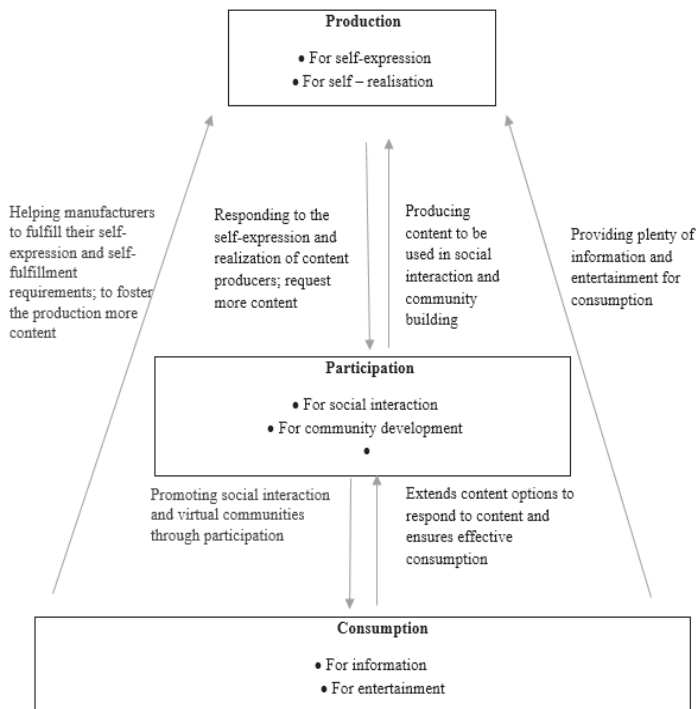 Production
• For self-expression
• For self – realisation
Helping manufacturers
to fulfill their self-
expression and self-
fulfillment
requirements; to foster
the production more
content
Responding to the
self-expression and
realization of content
producers; request
more content
Producing
content to be
used in social
interaction and
community
building
Providing plenty of
information and
entertainment for
consumption
Participation
• For social interaction
• For community development
•
Promoting social interaction
and virtual communities
through participation
Extends content options to
respond to content and
ensures effective
consumption
Consumption
• For information
• For entertainment